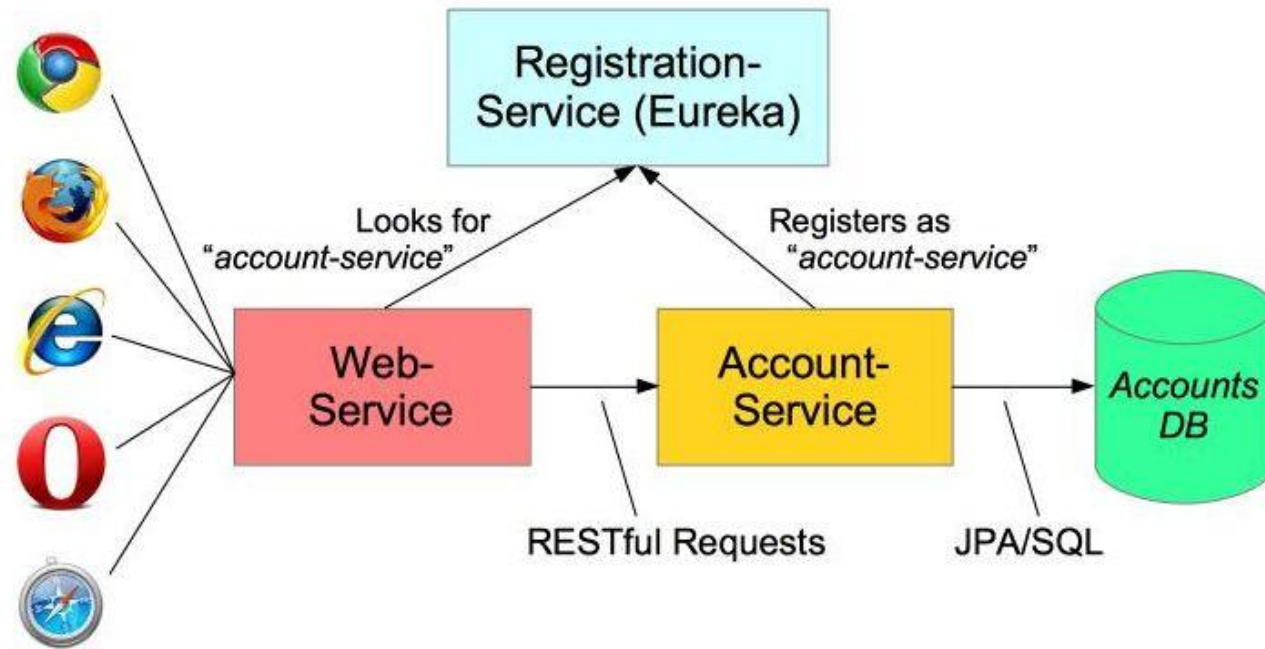 Registration-
Service (Eureka)
Looks for
“account-service”
Registers as
“account-service”
Web-
Service
Account-
Service
Accounts
DB
RESTful Requests
JPA/SQL